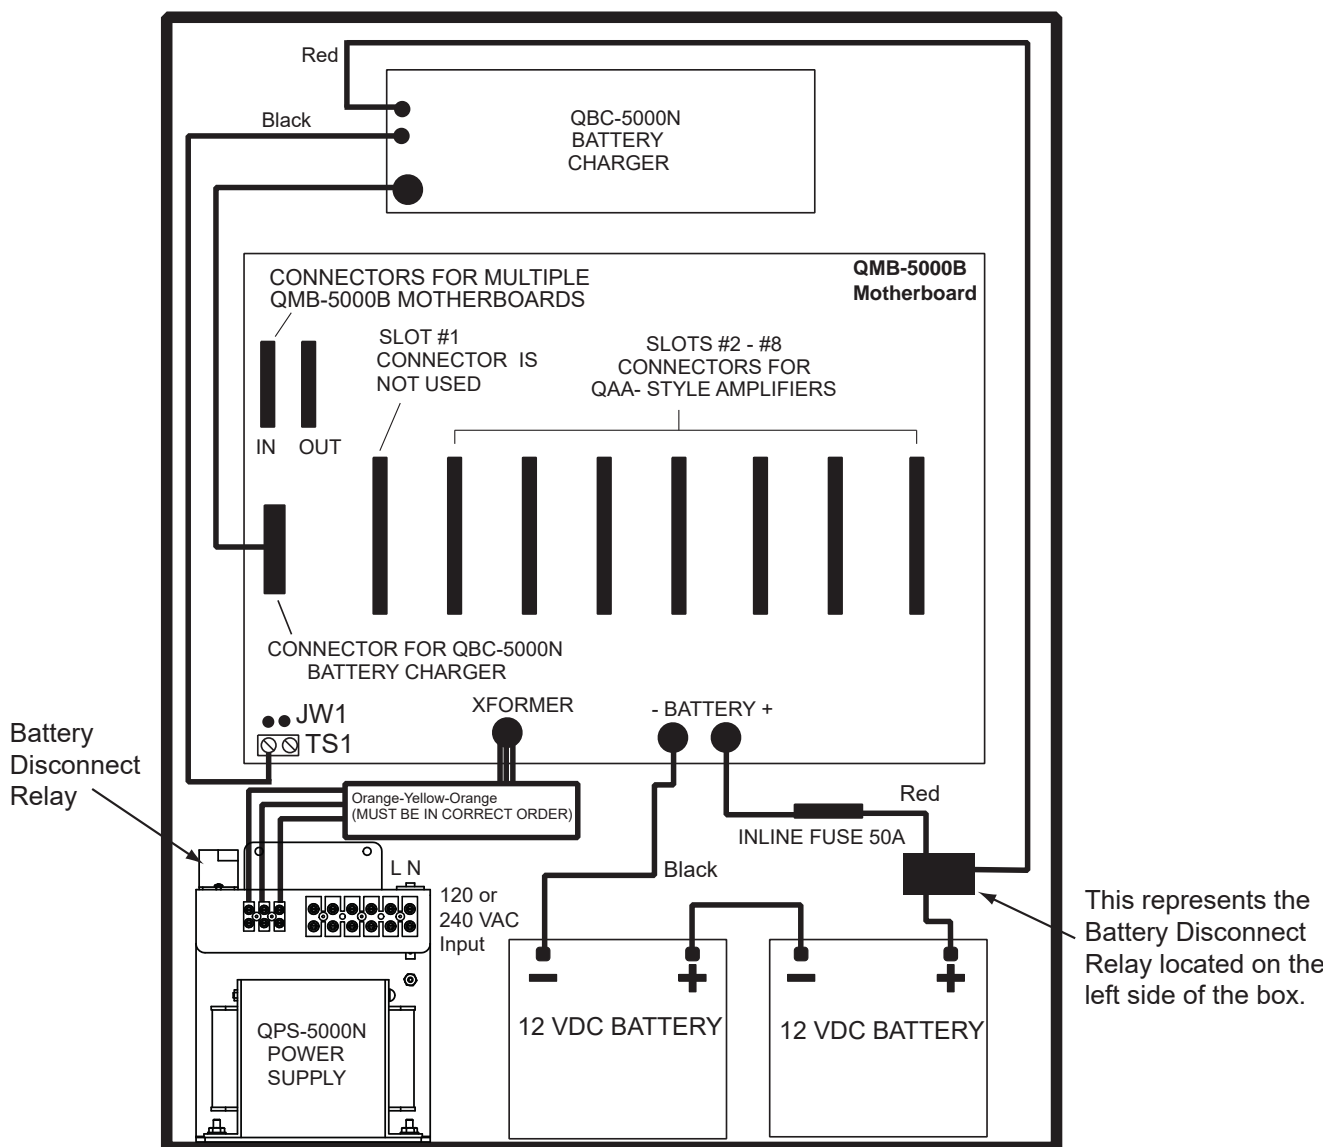 Red
Black
QBC-5000N
BATTERY
CHARGER
QMB-5000B
Motherboard
CONNECTORS FOR MULTIPLE
QMB-5000B MOTHERBOARDS
SLOT #1
CONNECTOR IS
NOT USED
SLOTS #2 - #8
CONNECTORS FOR
QAA- STYLE AMPLIFIERS
IN OUT
CONNECTOR FOR QBC-5000N
BATTERY CHARGER
XFORMER
- BATTERY +
JW1
TS1
Battery
Disconnect
Relay
Orange-Yellow-Orange
(MUST BE IN CORRECT ORDER)
Red
INLINE FUSE 50A
Black
L N
120 or
240 VAC
Input
This represents the
Battery Disconnect
Relay located on the
left side of the box.
− +
− +
12 VDC BATTERY
12 VDC BATTERY
QPS-5000N
POWER
SUPPLY